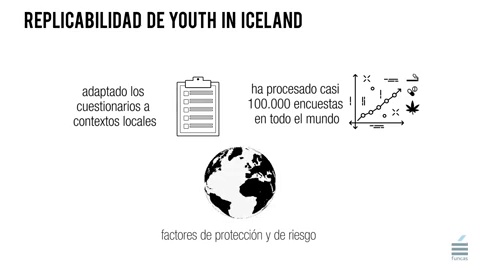 REPLICABILIDAD DE YOUTH IN ICELAND
adaptado los
cuestionarios a
contextos locales
ha procesado casi
100.000 encuestas
en todo el mundo
factores de protección y de riesgo
funcas